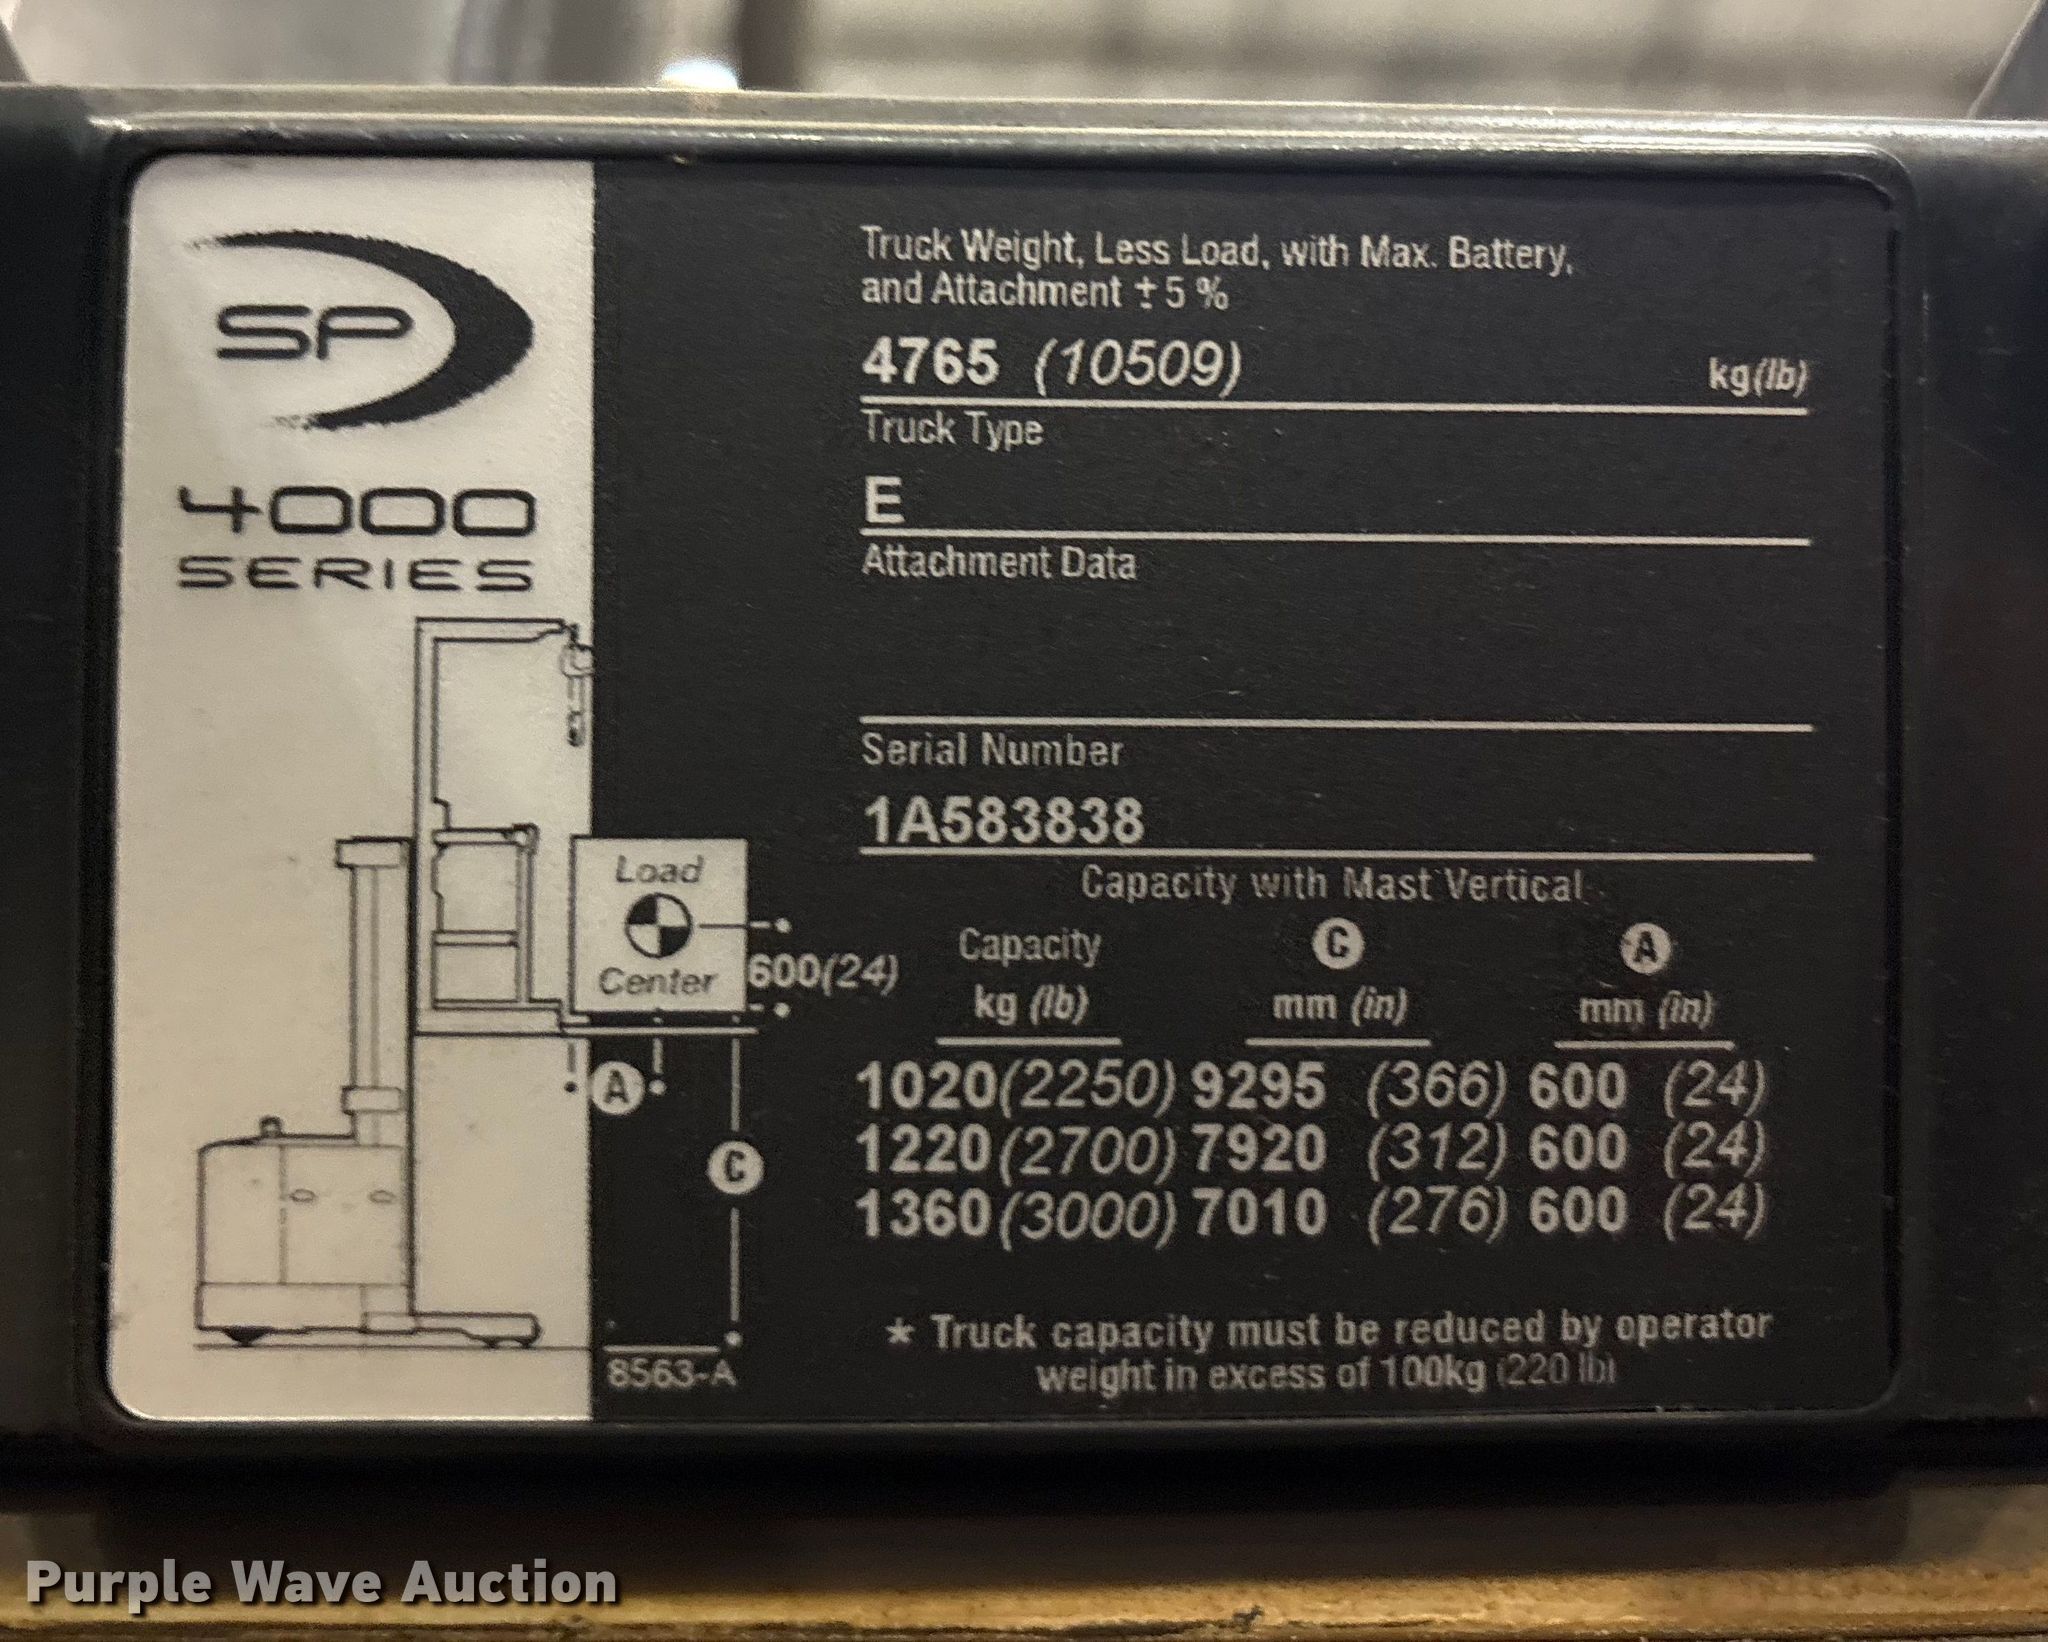 SP
4000
SERIES
Load
Center
600(24)
A
C
8563-A
Truck Weight, Less Load, with Max. Battery,
and Attachment ± 5 %
4765 (10509) kg(lb)
Truck Type
E
Attachment Data
Serial Number
1A583838
Capacity with Mast Vertical
Capacity C A
kg (lb) mm (in) mm (in)
1020(2250) 9295 (366) 600 (24)
1220(2700) 7920 (312) 600 (24)
1360(3000) 7010 (276) 600 (24)
* Truck capacity must be reduced by operator
weight in excess of 100kg (220 lb)
Purple Wave Auction